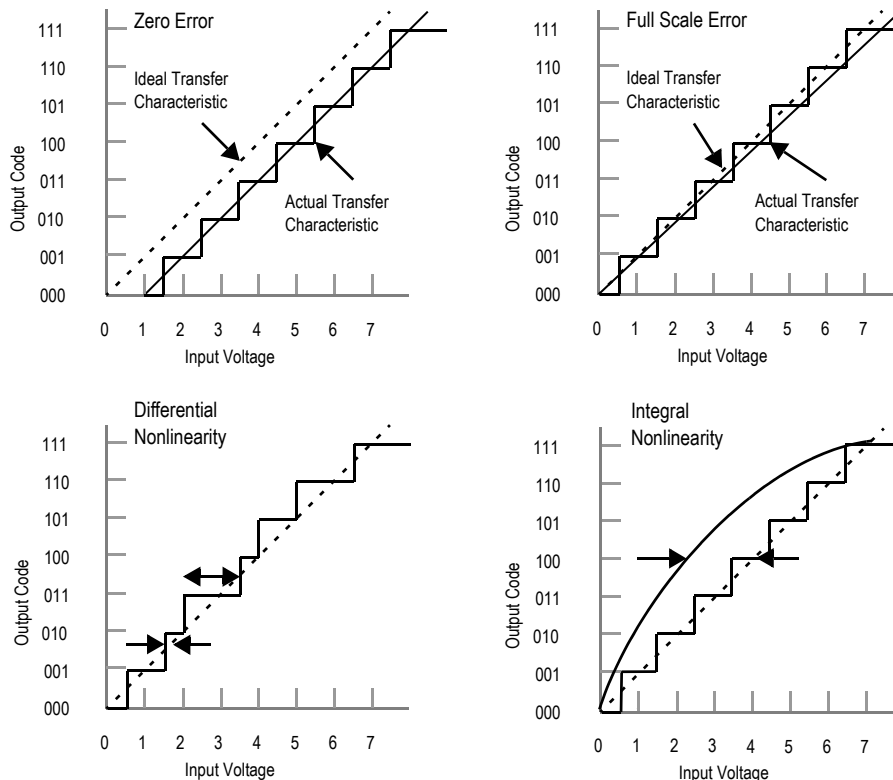 Zero Error
111
110
101
100
011
010
001
000
Output Code
Ideal Transfer
Characteristic
Actual Transfer
Characteristic
0 1 2 3 4 5 6 7
Input Voltage
Full Scale Error
111
110
101
100
011
010
001
000
Output Code
Ideal Transfer
Characteristic
Actual Transfer
Characteristic
0 1 2 3 4 5 6 7
Input Voltage
Differential
Nonlinearity
111
110
101
100
011
010
001
000
Output Code
0 1 2 3 4 5 6 7
Input Voltage
Integral
Nonlinearity
111
110
101
100
011
010
001
000
Output Code
0 1 2 3 4 5 6 7
Input Voltage